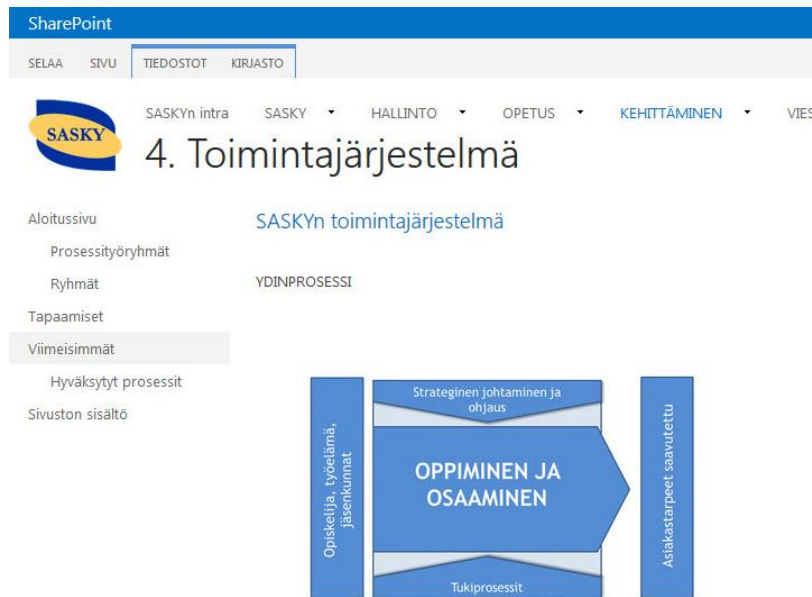 SharePoint
SELAA SIVU TIEDOSTOT KIRJASTO
SASKY
SASKYn intra SASKY HALLINTO OPETUS KEHITTÄMINEN VIES
4. Toimintajärjestelmä
Aloitussivu
Prosessityöryhmät
Ryhmät
Tapaamiset
Viimeisimmät
Hyväksytyt prosessit
Sivuston sisältö
SASKYn toimintajärjestelmä
YDINPROSESSI
Opiskelija, työelämä,
jäsenkunnat
Strateginen johtaminen ja
ohjaus
OPPIMINEN JA
OSAAMINEN
Tukiprosessit
Asiakastarpeet saavutettu